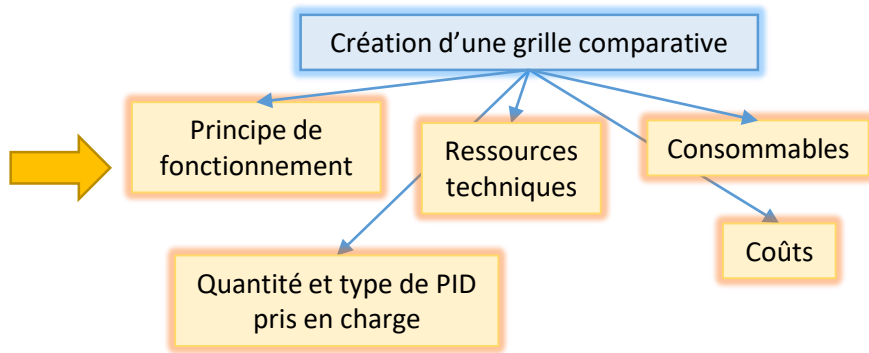 Création d’une grille comparative
Principe de
fonctionnement
Ressources
techniques
Consommables
Coûts
Quantité et type de PID
pris en charge